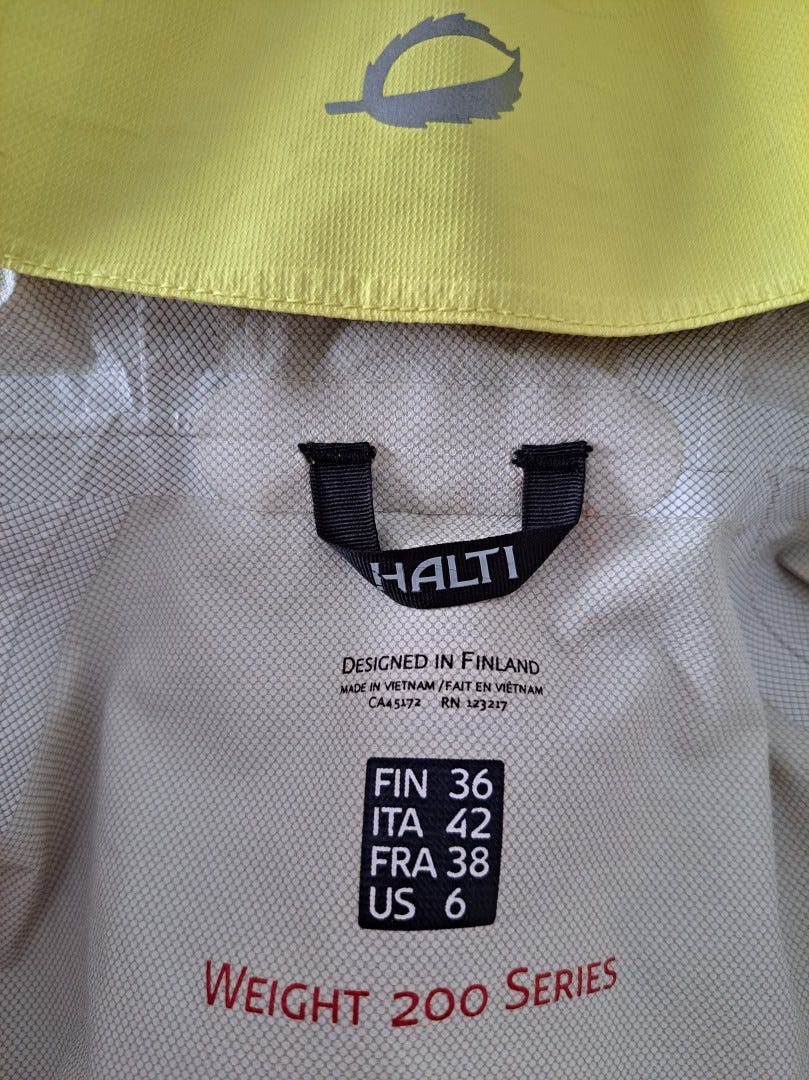 HALTI
DESIGNED IN FINLAND
MADE IN VIETNAM / FAIT EN VIÊTNAM
CA45172 RN 123217
FIN 36
ITA 42
FRA 38
US 6
WEIGHT 200 SERIES